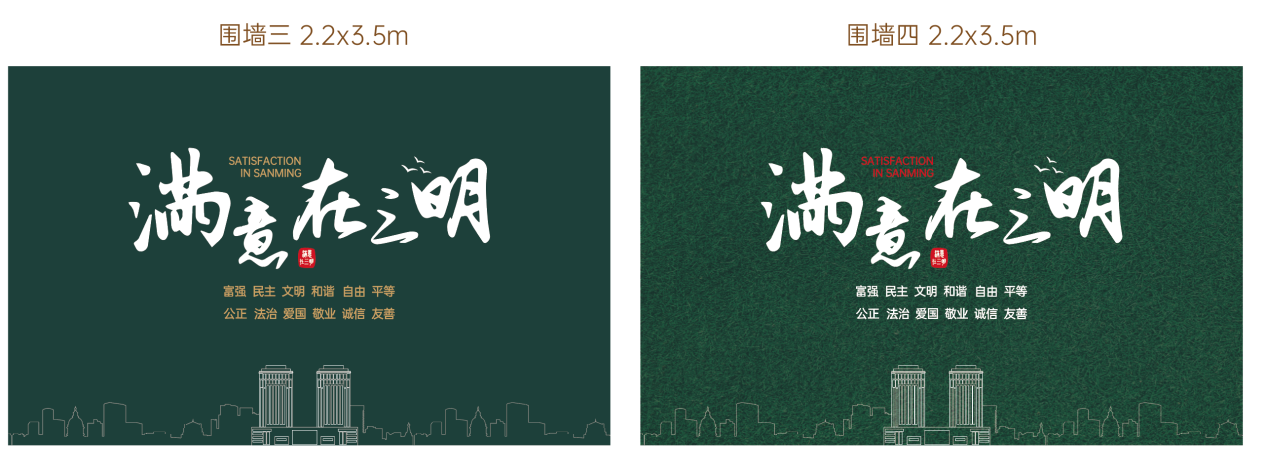 围墙三 2.2x3.5m
满意在三明
SATISFACTION
IN SANMING
富强 民主 文明 和谐 自由 平等
公正 法治 爱国 敬业 诚信 友善
围墙四 2.2x3.5m
满意在三明
SATISFACTION
IN SANMING
富强 民主 文明 和谐 自由 平等
公正 法治 爱国 敬业 诚信 友善